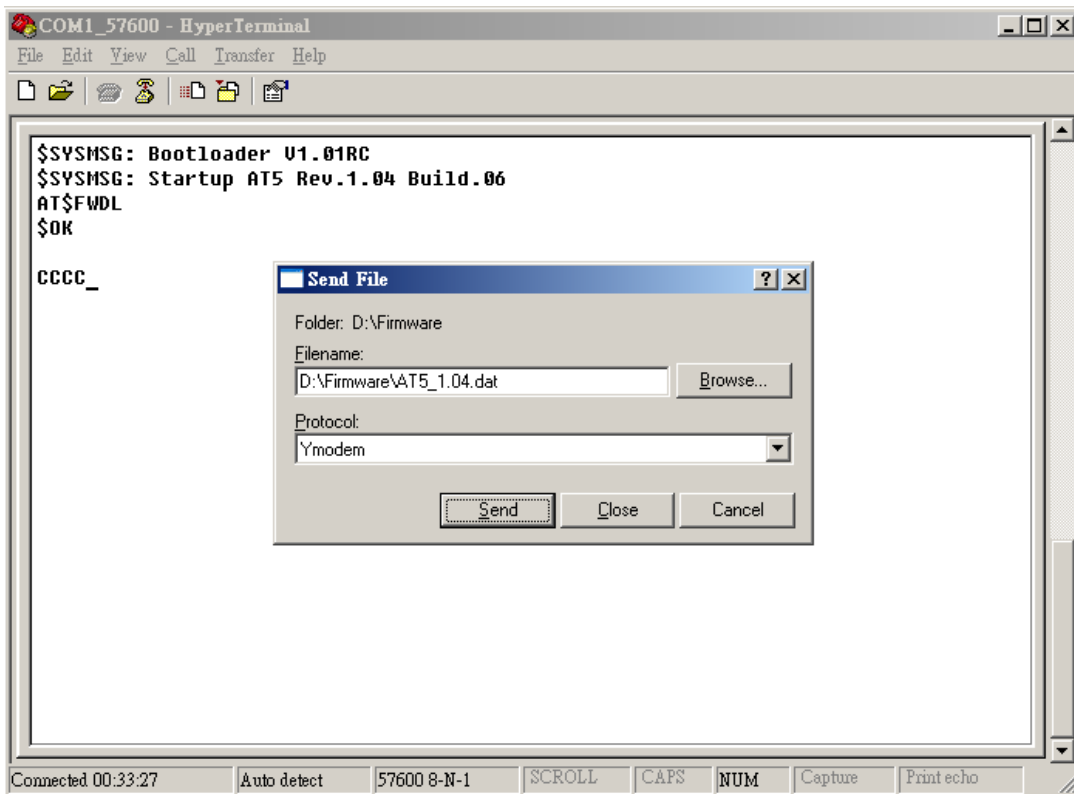 COM1_57600 - HyperTerminal
File Edit View Call Transfer Help
$SYSMSG: Bootloader V1.01RC
$SYSMSG: Startup AT5 Rev.1.04 Build.06
AT$FWDL
$OK
CCCC_
Send File
Folder: D:\Firmware
Filename:
D:\Firmware\AT5_1.04.dat
Browse...
Protocol:
Ymodem
Send Close Cancel
Connected 00:33:27 Auto detect 57600 8-N-1 SCROLL CAPS NUM Capture Print echo